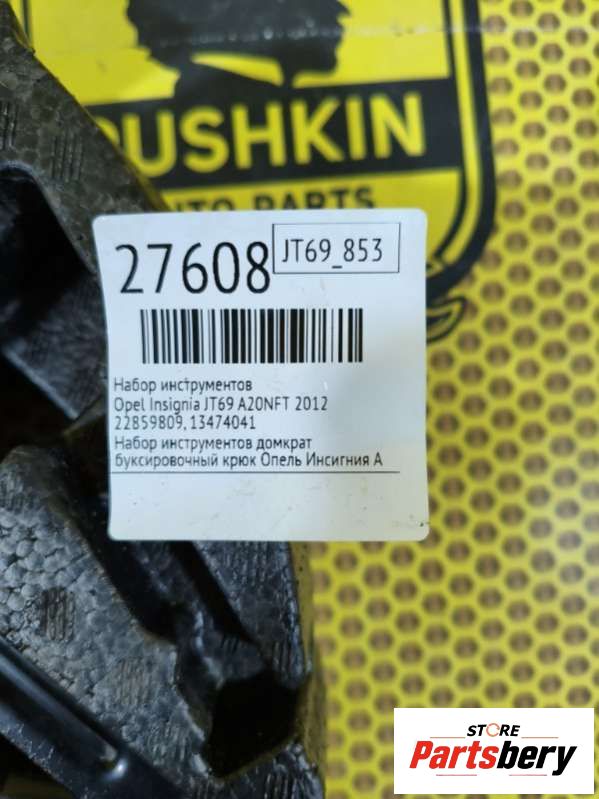 PUSHKIN
AUTO PARTS
27608
JT69_853
Набор инструментов
Opel Insignia JT69 A20NFT 2012
22859809, 13474041
Набор инструментов домкрат
буксировочный крюк Опель Инсигния А
STORE
Partsbery